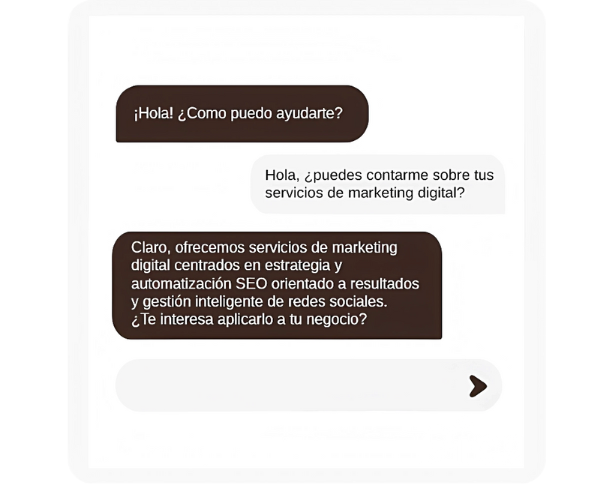 ¡Hola! ¿Como puedo ayudarte?
Hola, ¿puedes contarme sobre tus
servicios de marketing digital?
Claro, ofrecemos servicios de marketing
digital centrados en estrategia y
automatización SEO orientado a resultados
y gestión inteligente de redes sociales.
¿Te interesa aplicarlo a tu negocio?